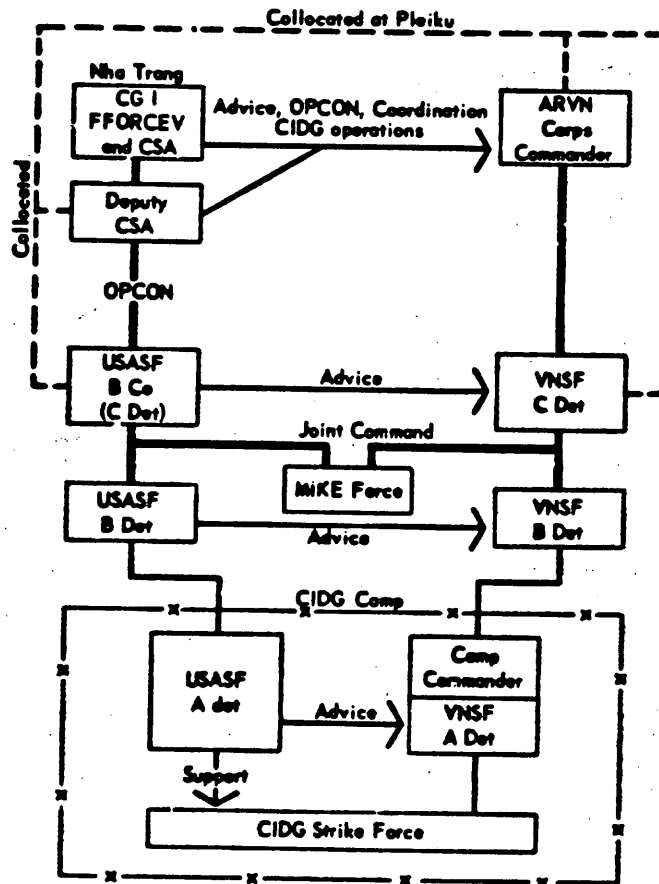 Collocated at Pleiku
Nha Trang
CG I
FFORCEV
and CSA
Advice, OPCON, Coordination
CIDG operations
ARVN
Corps
Commander
Collocated
Deputy
CSA
OPCON
USASF
B Co
(C Det)
Advice
VNSF
C Det
Joint Command
MIKE Force
USASF
B Det
Advice
VNSF
B Det
CIDG Camp
USASF
A det
Advice
Camp
Commander
VNSF
A Det
Support
CIDG Strike Force